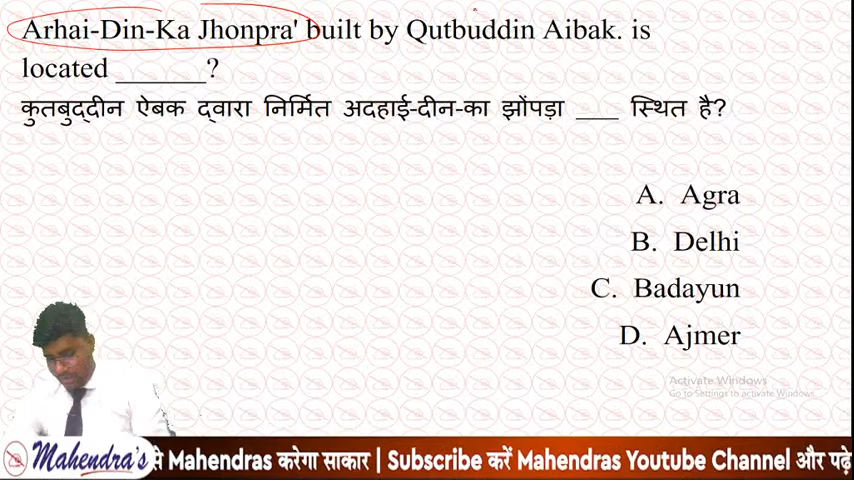 Arhai-Din-Ka Jhonpra' built by Qutbuddin Aibak. is
located ______?
कुतबुद्दीन ऐबक द्वारा निर्मित अदहाई-दीन-का झोंपड़ा ___ स्थित है?
A. Agra
B. Delhi
C. Badayun
D. Ajmer
Activate Windows
Go to Settings to activate Windows.
Mahendra's से Mahendras करेगा साकार | Subscribe करें Mahendras Youtube Channel और पढ़े